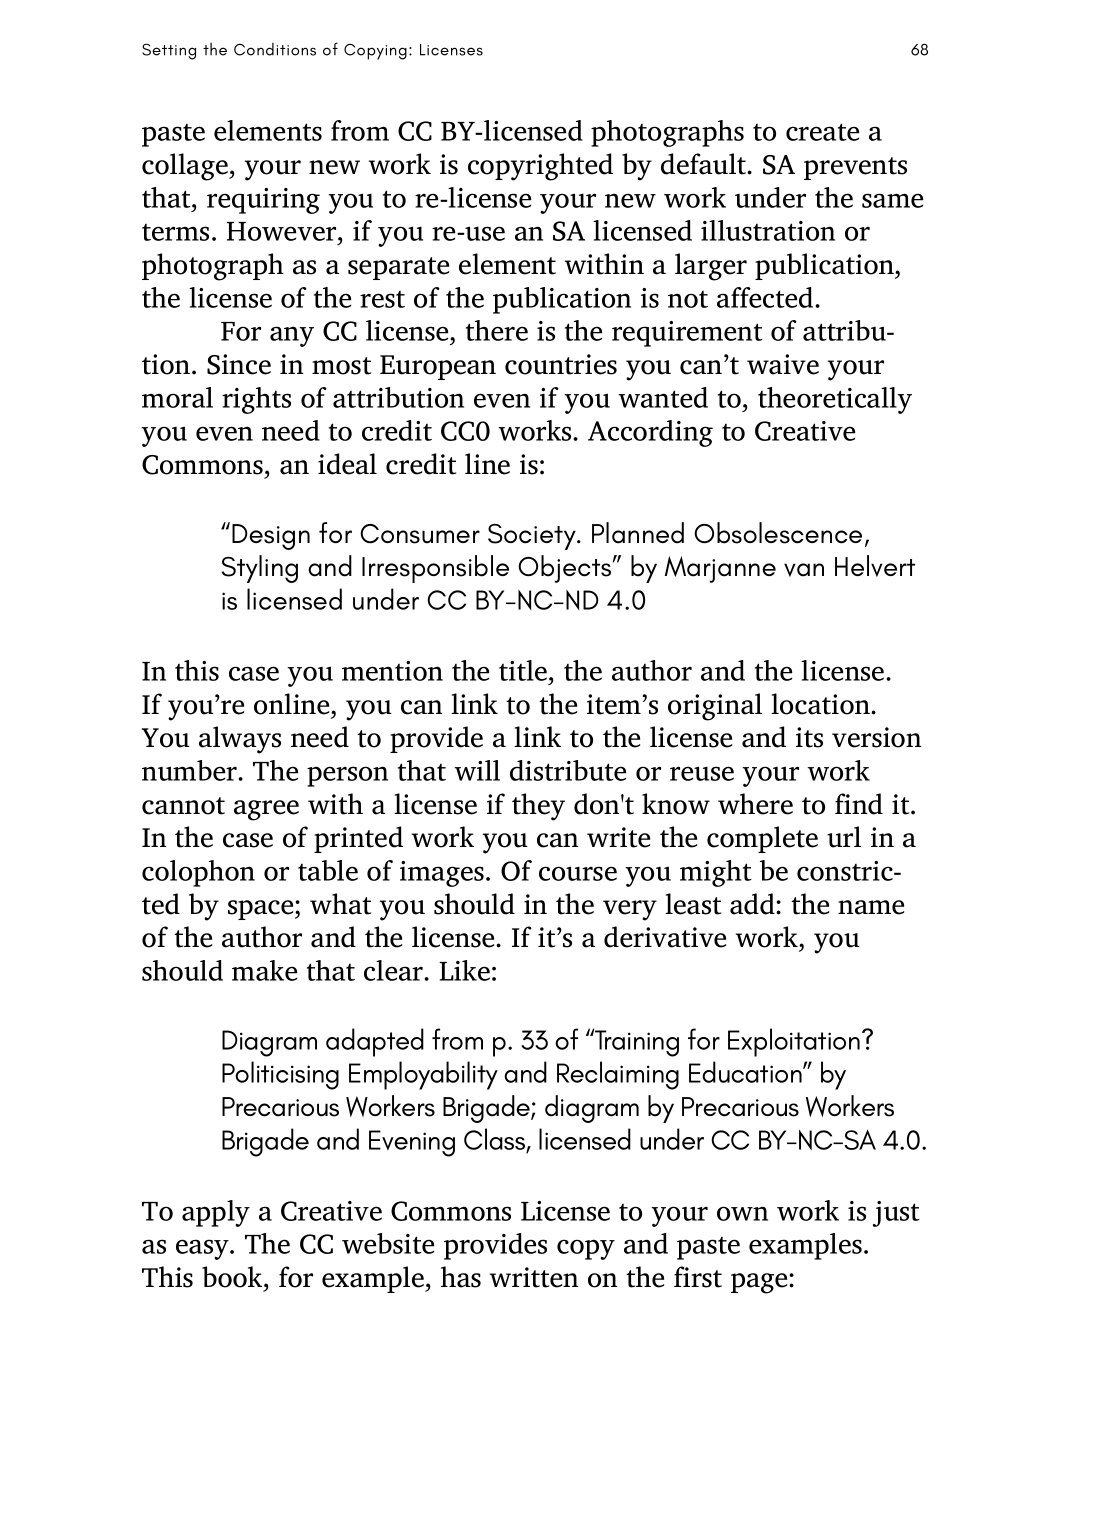 Setting the Conditions of Copying: Licenses 68
paste elements from CC BY-licensed photographs to create a
collage, your new work is copyrighted by default. SA prevents
that, requiring you to re-license your new work under the same
terms. However, if you re-use an SA licensed illustration or
photograph as a separate element within a larger publication,
the license of the rest of the publication is not affected.
For any CC license, there is the requirement of attribu-
tion. Since in most European countries you can’t waive your
moral rights of attribution even if you wanted to, theoretically
you even need to credit CC0 works. According to Creative
Commons, an ideal credit line is:
“Design for Consumer Society. Planned Obsolescence,
Styling and Irresponsible Objects” by Marjanne van Helvert
is licensed under CC BY-NC-ND 4.0
In this case you mention the title, the author and the license.
If you’re online, you can link to the item’s original location.
You always need to provide a link to the license and its version
number. The person that will distribute or reuse your work
cannot agree with a license if they don't know where to find it.
In the case of printed work you can write the complete url in a
colophon or table of images. Of course you might be constric-
ted by space; what you should in the very least add: the name
of the author and the license. If it’s a derivative work, you
should make that clear. Like:
Diagram adapted from p. 33 of “Training for Exploitation?
Politicising Employability and Reclaiming Education” by
Precarious Workers Brigade; diagram by Precarious Workers
Brigade and Evening Class, licensed under CC BY-NC-SA 4.0.
To apply a Creative Commons License to your own work is just
as easy. The CC website provides copy and paste examples.
This book, for example, has written on the first page: